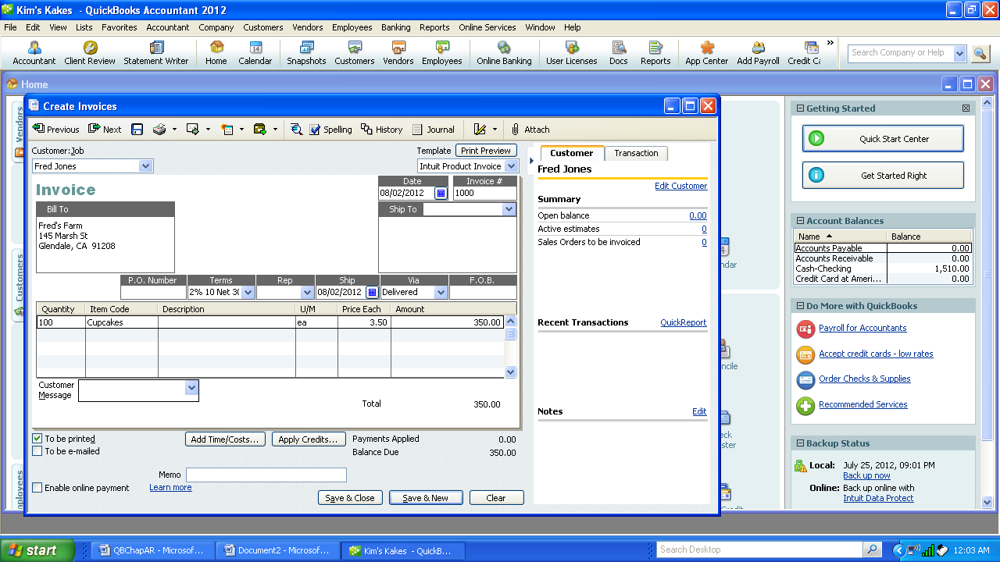 Kim's Kakes - QuickBooks Accountant 2012
File Edit View Lists Favorites Accountant Company Customers Vendors Employees Banking Reports Online Services Window Help
Accountant Client Review Statement Writer Home Calendar Snapshots Customers Vendors Employees Online Banking User Licenses Docs Reports App Center Add Payroll Credit Ca
Search Company or Help
Home
Vendors
Customers
ployees
Create Invoices
Previous Next Spelling History Journal Attach
Customer:Job
Template Print Preview
Fred Jones
Intuit Product Invoice
Invoice
Date Invoice #
08/02/2012 1000
Bill To
Ship To
Fred's Farm
145 Marsh St
Glendale, CA 91208
P.O. Number Terms Rep Ship Via F.O.B.
2% 10 Net 30 08/02/2012 Delivered
Quantity Item Code Description U/M Price Each Amount
100 Cupcakes ea 3.50 350.00
Customer
Message
Total 350.00
To be printed
To be e-mailed
Add Time/Costs... Apply Credits...
Payments Applied 0.00
Balance Due 350.00
Memo
Enable online payment Learn more
Save & Close Save & New Clear
Customer Transaction
Fred Jones
Edit Customer
Summary
Open balance 0.00
Active estimates 0
Sales Orders to be invoiced 0
Recent Transactions QuickReport
Notes Edit
ndar
ncile
eck
ster
Credit
Getting Started
Quick Start Center
Get Started Right
Account Balances
Name Balance
Accounts Payable 0.00
Accounts Receivable 0.00
Cash-Checking 1,510.00
Credit Card at Ameri... 0.00
Do More with QuickBooks
Payroll for Accountants
Accept credit cards - low rates
Order Checks & Supplies
Recommended Services
Backup Status
Local: July 25, 2012, 09:01 PM
Back up now
Online: Back up online with
Intuit Data Protect
start QBChapAR - Microsof... Document2 - Microsof... Kim's Kakes - QuickB... Search Desktop 12:03 AM